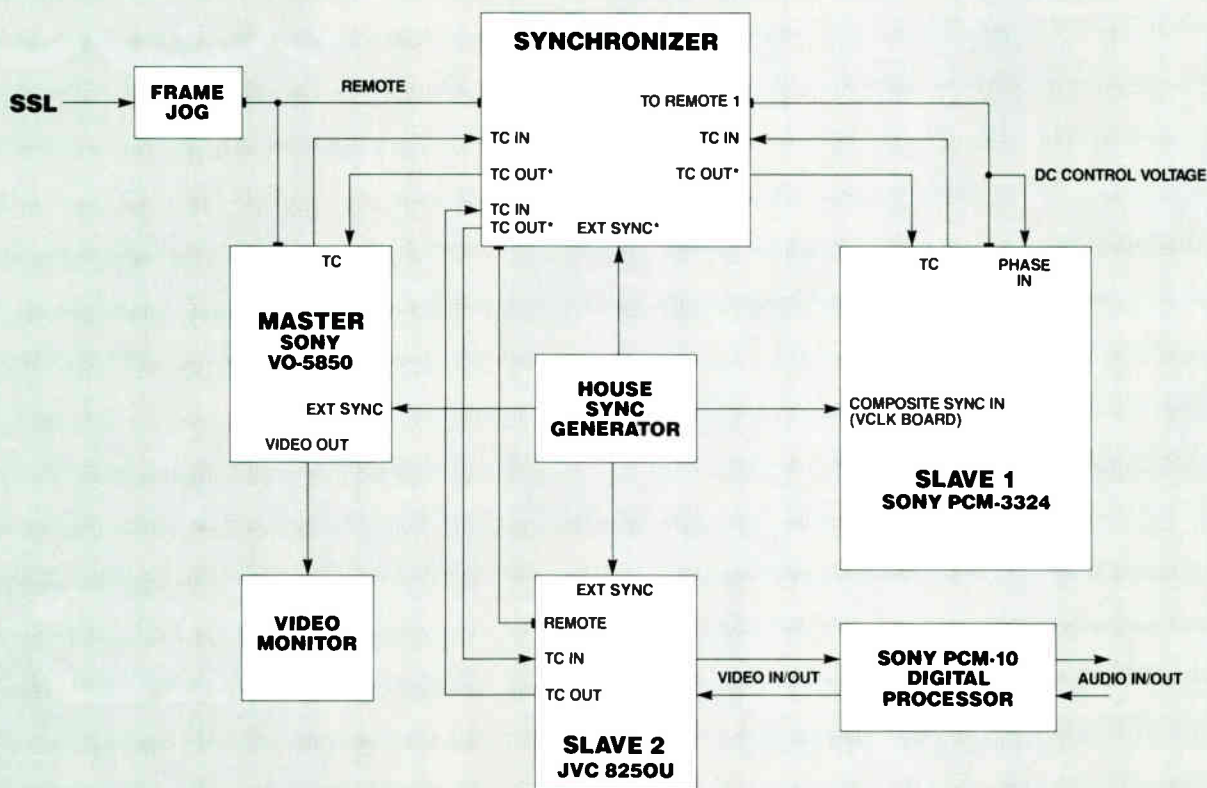 SYNCHRONIZER
SSL
FRAME
JOG
REMOTE
TO REMOTE 1
TC IN
TC IN
TC OUT*
TC OUT*
DC CONTROL VOLTAGE
TC IN
TC OUT*
EXT SYNC*
TC
MASTER
SONY
VO-5850
EXT SYNC
VIDEO OUT
HOUSE
SYNC
GENERATOR
TC
PHASE
IN
COMPOSITE SYNC IN
(VCLK BOARD)
SLAVE 1
SONY PCM-3324
VIDEO
MONITOR
EXT SYNC
REMOTE
TC IN
TC OUT
SLAVE 2
JVC 8250U
VIDEO IN/OUT
SONY PCM-10
DIGITAL
PROCESSOR
AUDIO IN/OUT